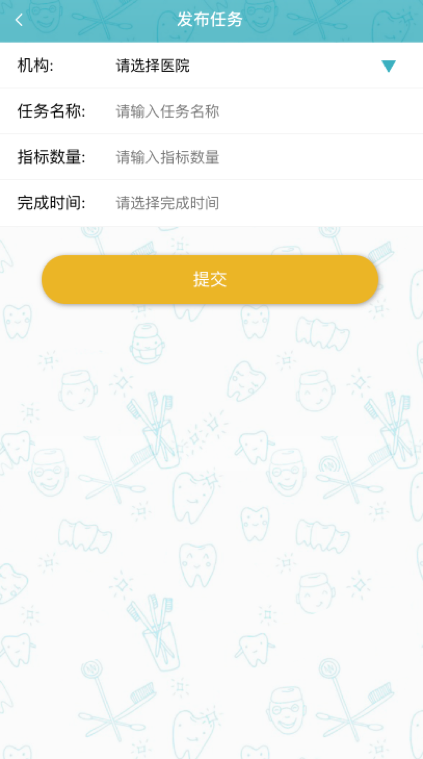 发布任务
机构: 请选择医院
任务名称: 请输入任务名称
指标数量: 请输入指标数量
完成时间: 请选择完成时间
提交